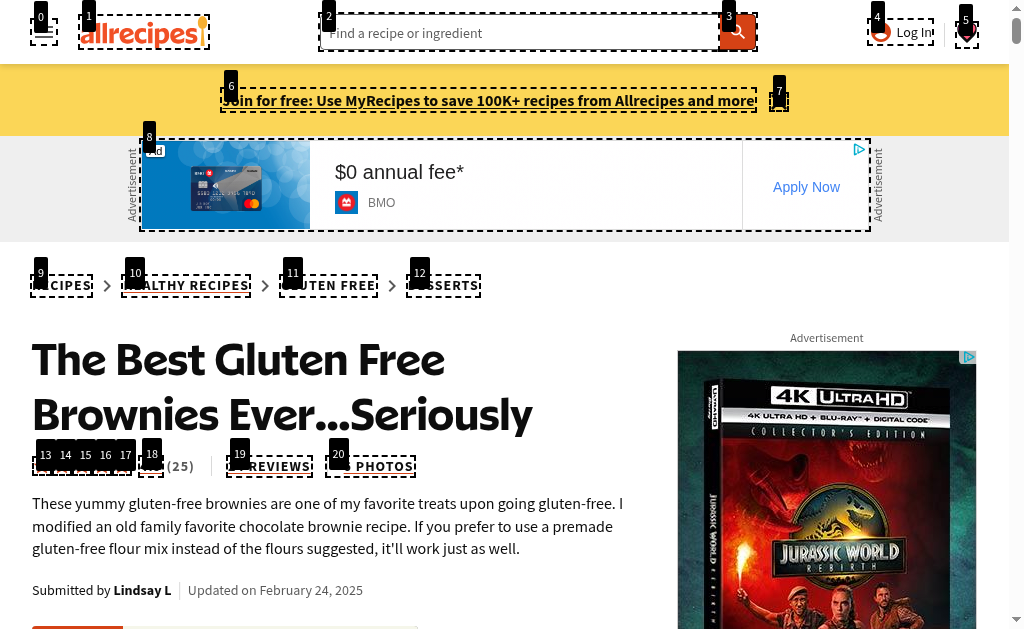 0
1
2
3
4
5
allrecipes
Find a recipe or ingredient
Log In
6
7
Join for free: Use MyRecipes to save 100K+ recipes from Allrecipes and more
8
Advertisement
Ad
$0 annual fee*
BMO
Apply Now
Advertisement
9
10
11
12
RECIPES
HEALTHY RECIPES
GLUTEN FREE
DESSERTS
The Best Gluten Free
Brownies Ever...Seriously
13
14
15
16
17
18
19
20
(25)
REVIEWS
PHOTOS
These yummy gluten-free brownies are one of my favorite treats upon going gluten-free. I
modified an old family favorite chocolate brownie recipe. If you prefer to use a premade
gluten-free flour mix instead of the flours suggested, it'll work just as well.
Submitted by Lindsay L
Updated on February 24, 2025
Advertisement
4K ULTRA HD
4K ULTRA HD + BLU-RAY + DIGITAL CODE
COLLECTOR'S EDITION
JURASSIC WORLD
REBIRTH